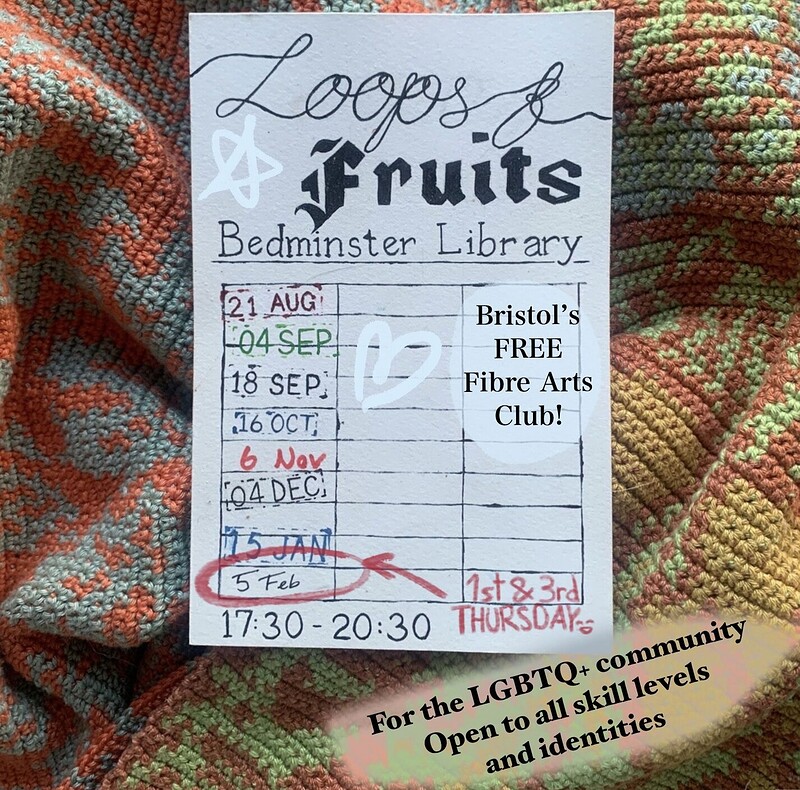 Loops &
Fruits
Bedminster Library
21 AUG
04 SEP
18 SEP
16 OCT
6 Nov
04 DEC
15 JAN
5 Feb
Bristol's
FREE
Fibre Arts
Club!
1st & 3rd
THURSDAY
17:30 - 20:30
For the LGBTQ+ community
Open to all skill levels
and identities